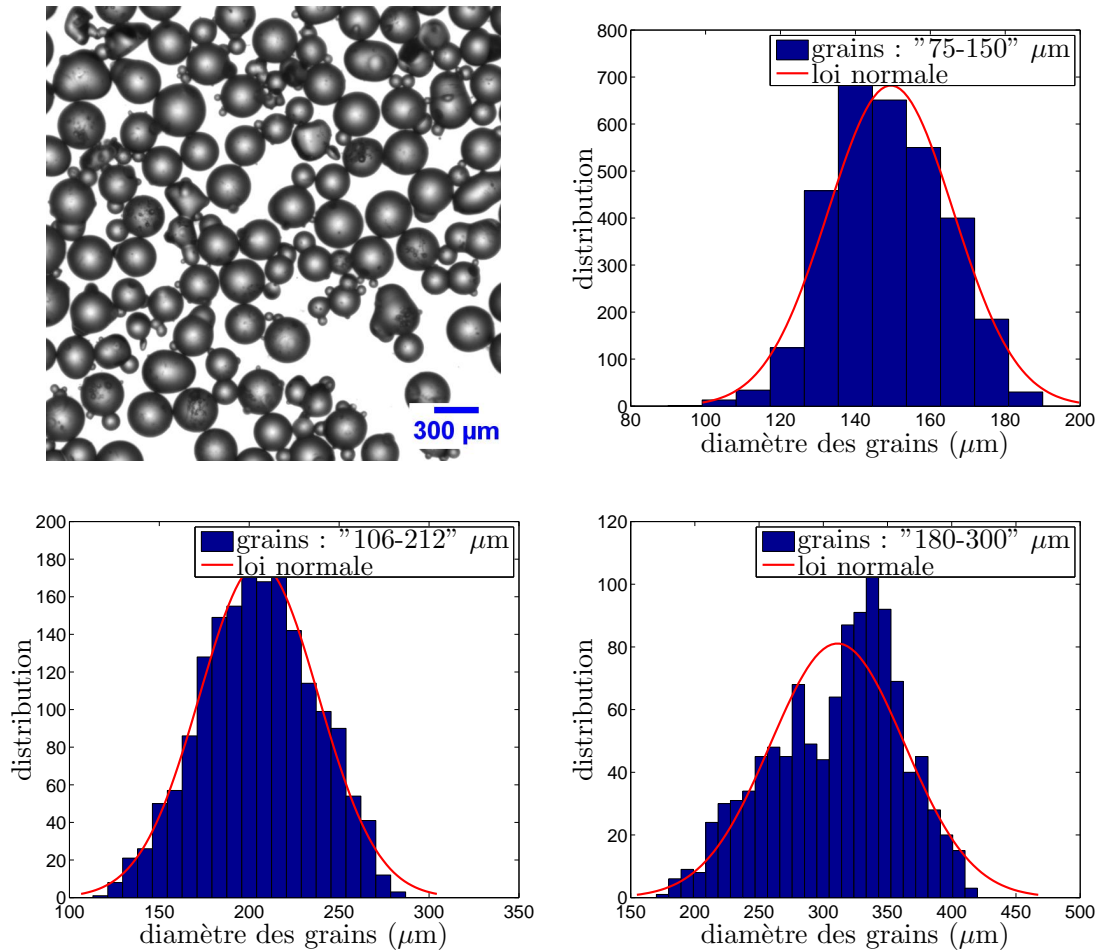 300 µm
grains : "75-150" µm
loi normale
800
700
600
500
400
300
200
100
0
distribution
80 100 120 140 160 180 200
diamètre des grains (µm)
grains : "106-212" µm
loi normale
200
180
160
140
120
100
80
60
40
20
0
distribution
100 150 200 250 300 350
diamètre des grains (µm)
grains : "180-300" µm
loi normale
120
100
80
60
40
20
0
distribution
150 200 250 300 350 400 450 500
diamètre des grains (µm)